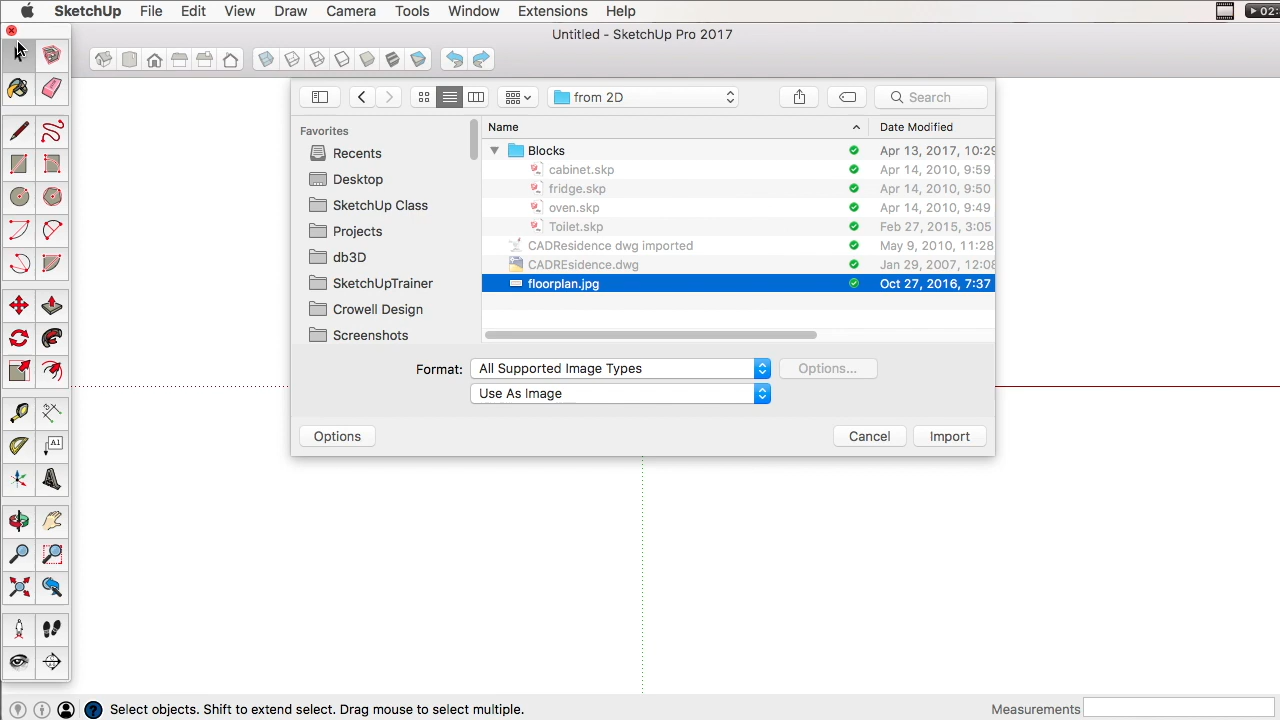 SketchUp File Edit View Draw Camera Tools Window Extensions Help 02:
Untitled - SketchUp Pro 2017
from 2D Search
Favorites
Recents
Desktop
SketchUp Class
Projects
db3D
SketchUpTrainer
Crowell Design
Screenshots
Name Date Modified
Blocks Apr 13, 2017, 10:29
cabinet.skp Apr 14, 2010, 9:59
fridge.skp Apr 14, 2010, 9:50
oven.skp Apr 14, 2010, 9:49
Toilet.skp Feb 27, 2015, 3:05
CADResidence dwg imported May 9, 2010, 11:28
CADREsidence.dwg Jan 29, 2007, 12:08
floorplan.jpg Oct 27, 2016, 7:37
Format: All Supported Image Types Options...
Use As Image
Options Cancel Import
A1
Select objects. Shift to extend select. Drag mouse to select multiple. Measurements